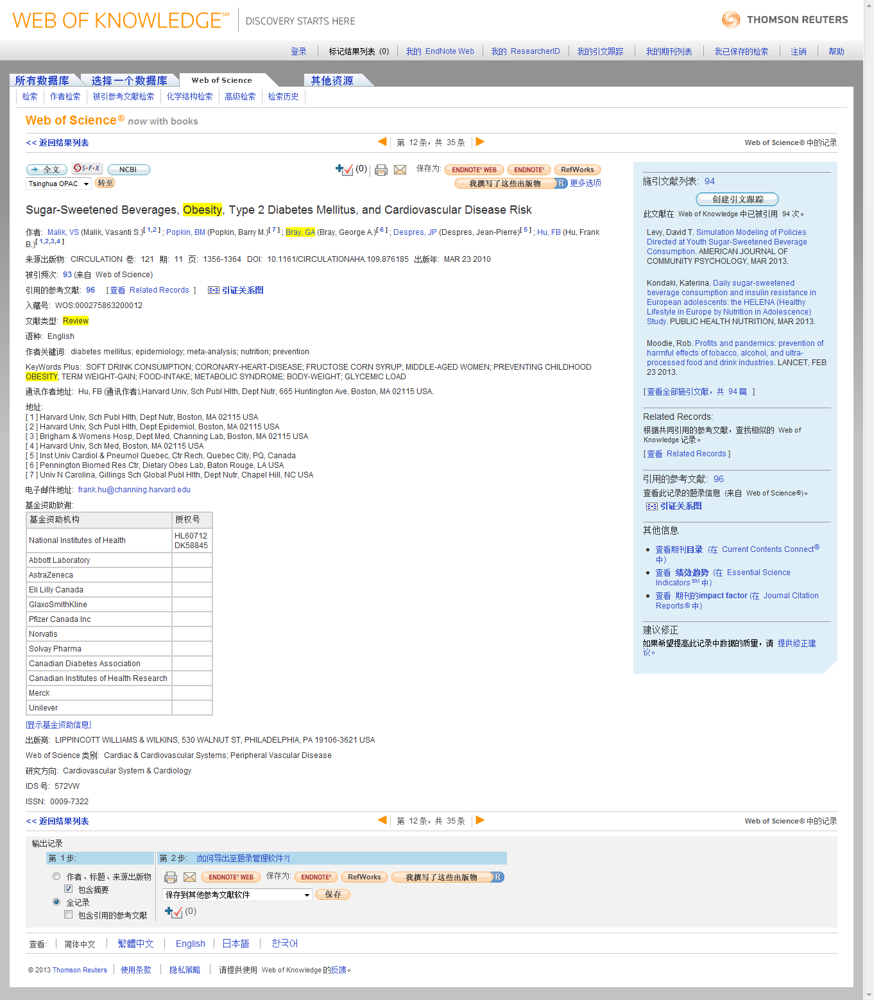 WEB OF KNOWLEDGE℠ DISCOVERY STARTS HERE THOMSON REUTERS
登录 标记结果列表 (0) 我的 EndNote Web 我的 ResearcherID 我的引文跟踪 我的期刊列表 我已保存的检索 注销 帮助
所有数据库 选择一个数据库 Web of Science 其他资源
检索 作者检索 被引参考文献检索 化学结构检索 高级检索 检索历史
Web of Science® now with books
<< 返回结果列表 第 12 条，共 35 条 Web of Science® 中的记录
全文 S·F·X NCBI (0) 保存为: ENDNOTE® WEB ENDNOTE® RefWorks
Tsinghua OPAC 转至 我撰写了这些出版物 R 更多选项
Sugar-Sweetened Beverages, Obesity, Type 2 Diabetes Mellitus, and Cardiovascular Disease Risk
作者: Malik, VS (Malik, Vasanti S.)[ 1,2 ] ; Popkin, BM (Popkin, Barry M.)[ 7 ] ; Bray, GA (Bray, George A.)[ 6 ] ; Despres, JP (Despres, Jean-Pierre)[ 5 ] ; Hu, FB (Hu, Frank
B.)[ 1,2,3,4 ]
来源出版物: CIRCULATION 卷: 121 期: 11 页: 1356-1364 DOI: 10.1161/CIRCULATIONAHA.109.876185 出版年: MAR 23 2010
被引频次: 93 (来自 Web of Science)
引用的参考文献: 96 [ 查看 Related Records ] 引证关系图
入藏号: WOS:000275863200012
文献类型: Review
语种: English
作者关键词: diabetes mellitus; epidemiology; meta-analysis; nutrition; prevention
KeyWords Plus: SOFT DRINK CONSUMPTION; CORONARY-HEART-DISEASE; FRUCTOSE CORN SYRUP; MIDDLE-AGED WOMEN; PREVENTING CHILDHOOD
OBESITY; TERM WEIGHT-GAIN; FOOD-INTAKE; METABOLIC SYNDROME; BODY-WEIGHT; GLYCEMIC LOAD
通讯作者地址: Hu, FB (通讯作者),Harvard Univ, Sch Publ Hlth, Dept Nutr, 665 Huntington Ave, Boston, MA 02115 USA.
地址:
[ 1 ] Harvard Univ, Sch Publ Hlth, Dept Nutr, Boston, MA 02115 USA
[ 2 ] Harvard Univ, Sch Publ Hlth, Dept Epidemiol, Boston, MA 02115 USA
[ 3 ] Brigham & Womens Hosp, Dept Med, Channing Lab, Boston, MA 02115 USA
[ 4 ] Harvard Univ, Sch Med, Boston, MA 02115 USA
[ 5 ] Inst Univ Cardiol & Pneumol Quebec, Ctr Rech, Quebec City, PQ, Canada
[ 6 ] Pennington Biomed Res Ctr, Dietary Obes Lab, Baton Rouge, LA USA
[ 7 ] Univ N Carolina, Gillings Sch Global Publ Hlth, Dept Nutr, Chapel Hill, NC USA
电子邮件地址: frank.hu@channing.harvard.edu
基金资助致谢:
基金资助机构 授权号
National Institutes of Health HL60712
DK58845
Abbott Laboratory
AstraZeneca
Eli Lilly Canada
GlaxoSmithKline
Pfizer Canada Inc
Norvatis
Solvay Pharma
Canadian Diabetes Association
Canadian Institutes of Health Research
Merck
Unilever
[显示基金资助信息]
出版商: LIPPINCOTT WILLIAMS & WILKINS, 530 WALNUT ST, PHILADELPHIA, PA 19106-3621 USA
Web of Science 类别: Cardiac & Cardiovascular Systems; Peripheral Vascular Disease
研究方向: Cardiovascular System & Cardiology
IDS 号: 572VW
ISSN: 0009-7322
施引文献列表: 94
创建引文跟踪
此文献在 Web of Knowledge 中已被引用 94 次。
Levy, David T. Simulation Modeling of Policies
Directed at Youth Sugar-Sweetened Beverage
Consumption. AMERICAN JOURNAL OF
COMMUNITY PSYCHOLOGY, MAR 2013.
Kondaki, Katerina. Daily sugar-sweetened
beverage consumption and insulin resistance in
European adolescents: the HELENA (Healthy
Lifestyle in Europe by Nutrition in Adolescence)
Study. PUBLIC HEALTH NUTRITION, MAR 2013.
Moodie, Rob. Profits and pandemics: prevention of
harmful effects of tobacco, alcohol, and ultra-
processed food and drink industries. LANCET, FEB
23 2013.
[ 查看全部施引文献，共 94 篇 ]
Related Records:
根据共同引用的参考文献，查找相似的 Web of
Knowledge 记录。
[ 查看 Related Records ]
引用的参考文献: 96
查看此记录的题录信息 (来自 Web of Science®)。
引证关系图
其他信息
• 查看期刊目录 (在 Current Contents Connect®
中)
• 查看 绩效趋势 (在 Essential Science
Indicators℠ 中)
• 查看 期刊的impact factor (在 Journal Citation
Reports® 中)
建议修正
如果希望提高此记录中数据的质量，请 提供修正建
议。
<< 返回结果列表 第 12 条，共 35 条 Web of Science® 中的记录
输出记录
第 1 步: 第 2 步: [如何导出至题录管理软件?]
作者、标题、来源出版物 ENDNOTE® WEB 保存为: ENDNOTE® RefWorks 我撰写了这些出版物 R
包含摘要 保存到其他参考文献软件 保存
全记录 (0)
包含引用的参考文献
查看: 简体中文 繁體中文 English 日本語 한국어
© 2013 Thomson Reuters 使用条款 隐私策略 请提供使用 Web of Knowledge 的反馈。